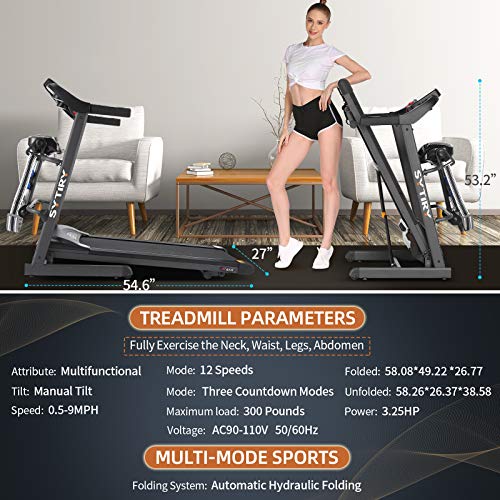 SYTIRY
SYTIRY
53.2”
27”
54.6”
TREADMILL PARAMETERS
Fully Exercise the Neck, Waist, Legs, Abdomen
Attribute: Multifunctional
Tilt: Manual Tilt
Speed: 0.5-9MPH
Mode: 12 Speeds
Mode: Three Countdown Modes
Maximum load: 300 Pounds
Voltage: AC90-110V 50/60Hz
Folded: 58.08*49.22 *26.77
Unfolded: 58.26*26.37*38.58
Power: 3.25HP
MULTI-MODE SPORTS
Folding System: Automatic Hydraulic Folding